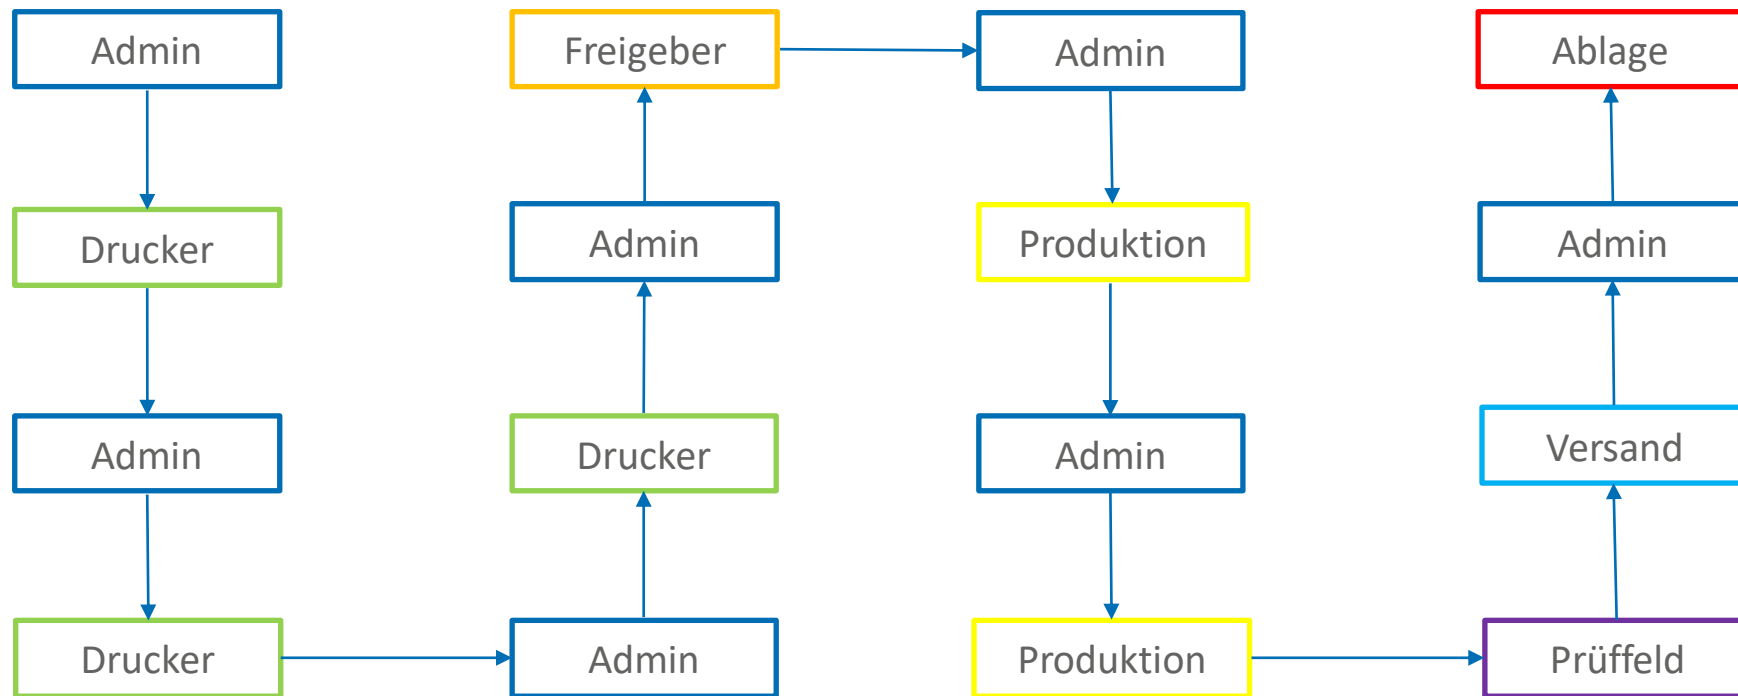 Admin
Drucker
Admin
Drucker
Admin
Drucker
Admin
Freigeber
Admin
Produktion
Admin
Produktion
Prüffeld
Versand
Admin
Ablage